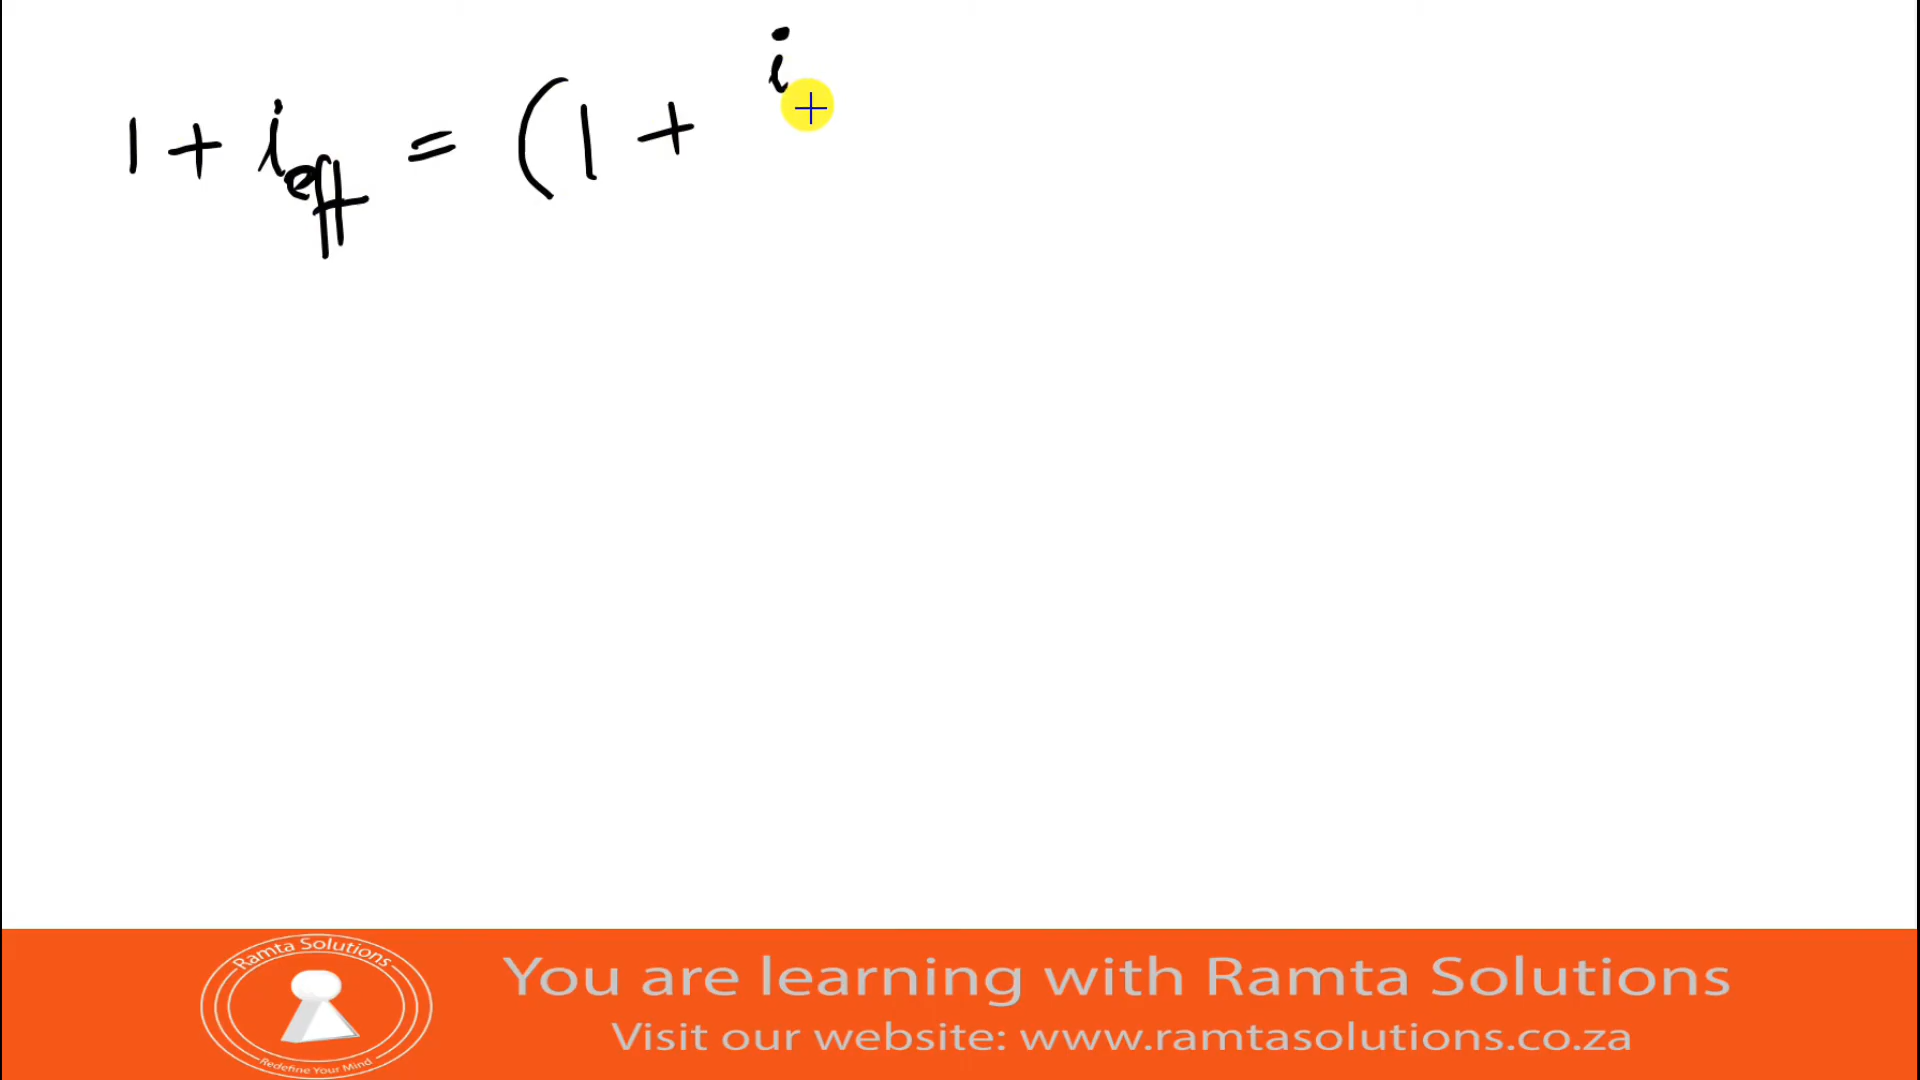 1 + i_eff = (1 + i
Ramta Solutions
Redefine Your Mind
You are learning with Ramta Solutions
Visit our website: www.ramtasolutions.co.za